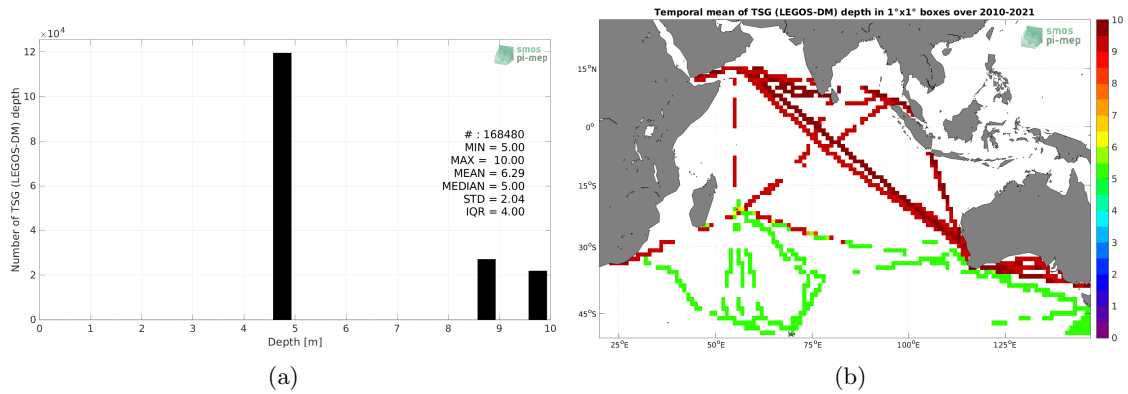 ×10⁴
12
10
8
6
4
2
0
Number of TSG (LEGOS-DM) depth
smos
pi-mep
# : 168480
MIN = 5.00
MAX = 10.00
MEAN = 6.29
MEDIAN = 5.00
STD = 2.04
IQR = 4.00
0 1 2 3 4 5 6 7 8 9 10
Depth [m]
(a)
Temporal mean of TSG (LEGOS-DM) depth in 1°x1° boxes over 2010-2021
smos
pi-mep
15°N
0°
15°S
30°S
45°S
25°E 50°E 75°E 100°E 125°E
10
9
8
7
6
5
4
3
2
1
0
(b)